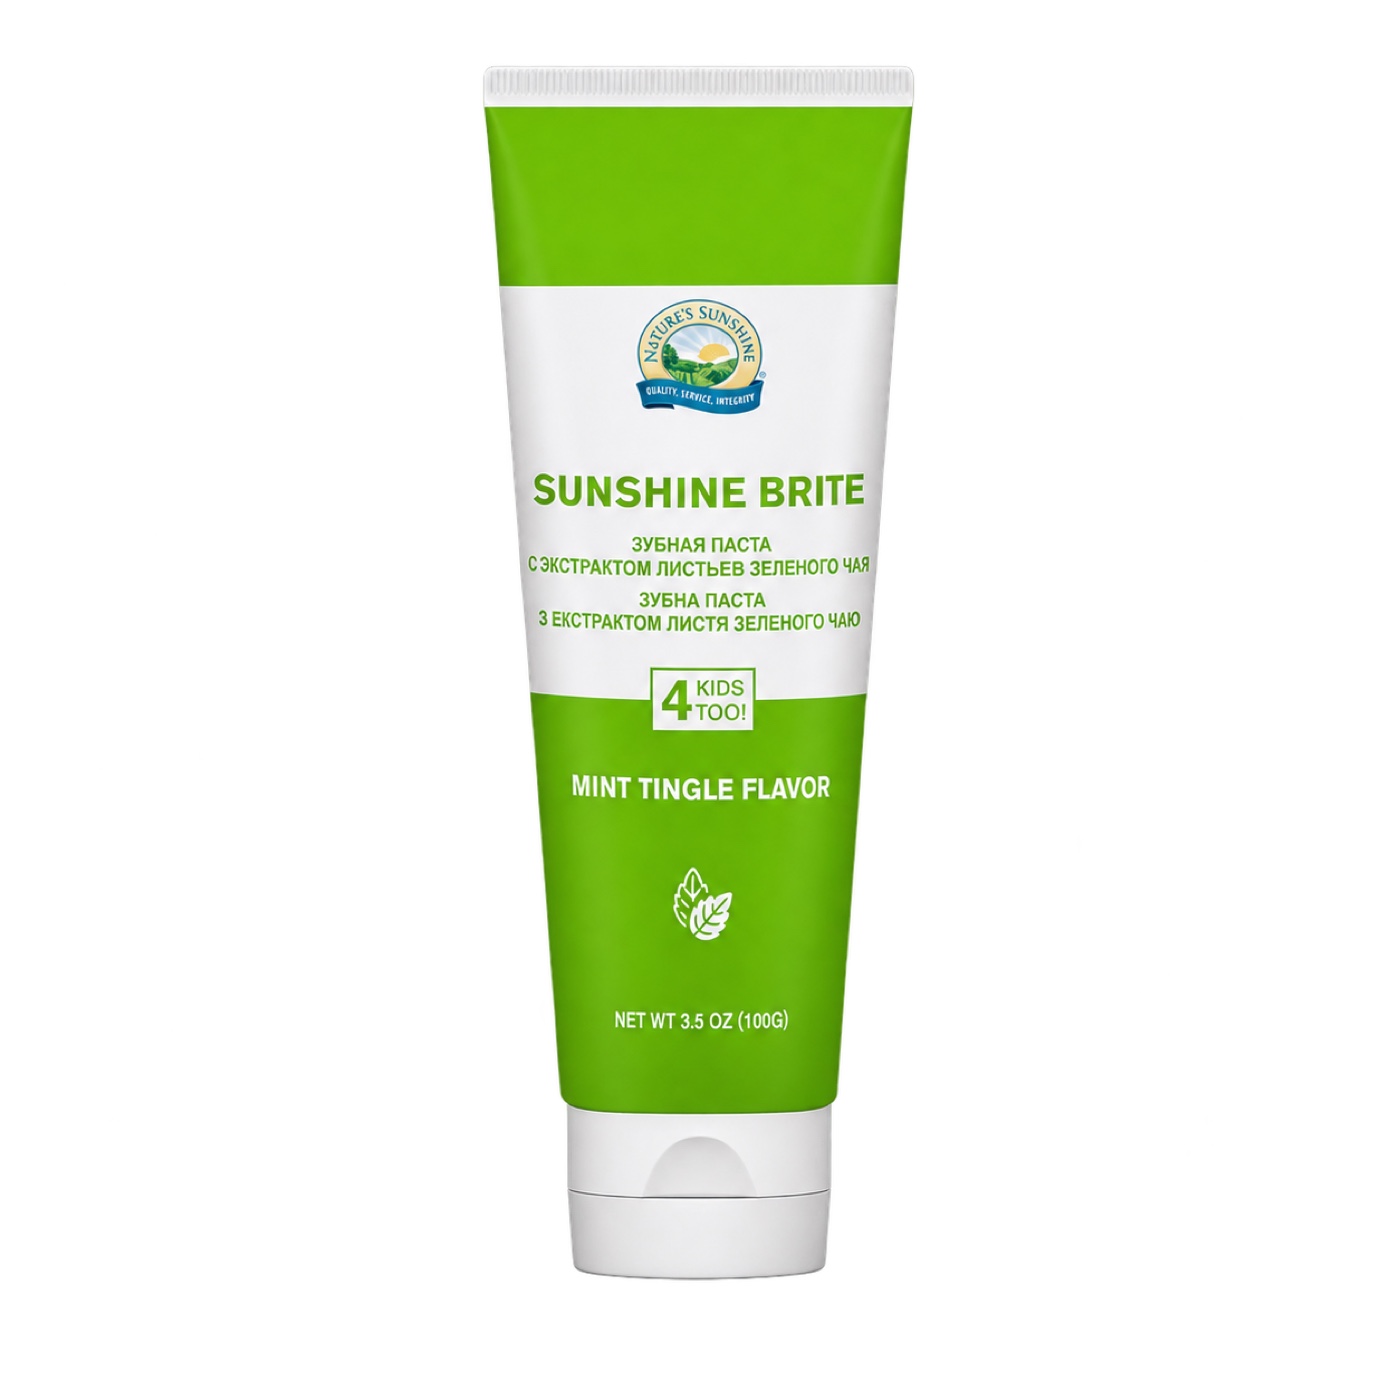 NATURE'S SUNSHINE
®
QUALITY, SERVICE, INTEGRITY
SUNSHINE BRITE
ЗУБНАЯ ПАСТА
С ЭКСТРАКТОМ ЛИСТЬЕВ ЗЕЛЕНОГО ЧАЯ
ЗУБНА ПАСТА
З ЕКСТРАКТОМ ЛИСТЯ ЗЕЛЕНОГО ЧАЮ
4 KIDS
TOO!
MINT TINGLE FLAVOR
NET WT 3.5 OZ (100G)